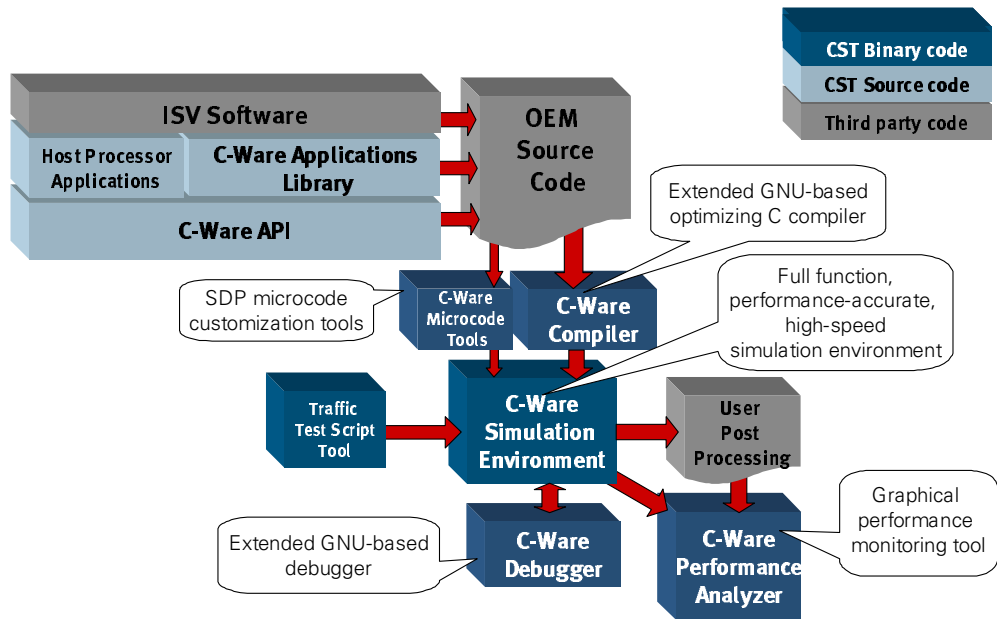 CST Binary code
CST Source code
Third party code
ISV Software
Host Processor
Applications
C-Ware Applications
Library
C-Ware API
OEM
Source
Code
Extended GNU-based
optimizing C compiler
SDP microcode
customization tools
C-Ware
Microcode
Tools
C-Ware
Compiler
Full function,
performance-accurate,
high-speed
simulation environment
Traffic
Test Script
Tool
C-Ware
Simulation
Environment
User
Post
Processing
Extended GNU-based
debugger
C-Ware
Debugger
C-Ware
Performance
Analyzer
Graphical
performance
monitoring tool